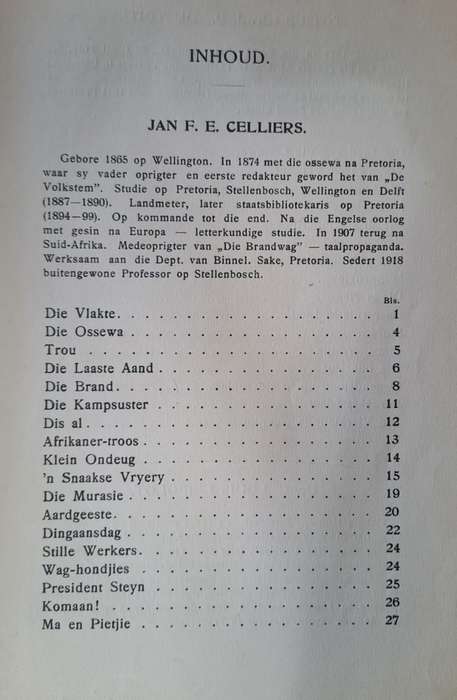 INHOUD.
JAN F. E. CELLIERS.
Gebore 1865 op Wellington. In 1874 met die ossewa na Pretoria,
waar sy vader oprigter en eerste redakteur geword het van „De
Volkstem”. Studie op Pretoria, Stellenbosch, Wellington en Delft
(1887—1890). Landmeter, later staatsbibliotekaris op Pretoria
(1894—99). Op kommande tot die end. Na die Engelse oorlog
met gesin na Europa — letterkundige studie. In 1907 terug na
Suid-Afrika. Medeoprigter van „Die Brandwag” — taalpropaganda.
Werksaam aan die Dept. van Binnel. Sake, Pretoria. Sedert 1918
buitengewone Professor op Stellenbosch.
Bls.
Die Vlakte. . . . . . . . . . . . . . . . . . 1
Die Ossewa . . . . . . . . . . . . . . . . . 4
Trou . . . . . . . . . . . . . . . . . . . . 5
Die Laaste Aand . . . . . . . . . . . . . . . 6
Die Brand. . . . . . . . . . . . . . . . . . 8
Die Kampsuster . . . . . . . . . . . . . . . 11
Dis al. . . . . . . . . . . . . . . . . . . . 12
Afrikaner-troos . . . . . . . . . . . . . . . 13
Klein Ondeug . . . . . . . . . . . . . . . . 14
'n Snaakse Vryery . . . . . . . . . . . . . . 15
Die Murasie . . . . . . . . . . . . . . . . . 19
Aardgeeste. . . . . . . . . . . . . . . . . . 20
Dingaansdag . . . . . . . . . . . . . . . . . 22
Stille Werkers. . . . . . . . . . . . . . . . 24
Wag-hondjies . . . . . . . . . . . . . . . . 24
President Steyn . . . . . . . . . . . . . . . 25
Komaan! . . . . . . . . . . . . . . . . . . . 26
Ma en Pietjie . . . . . . . . . . . . . . . . 27